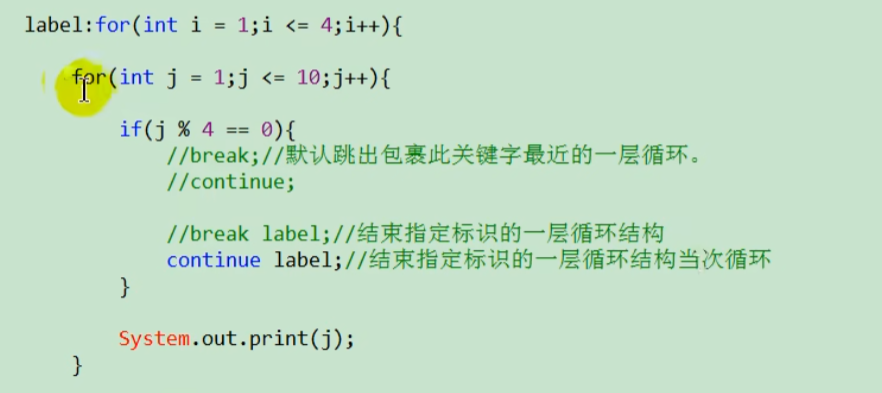 label:for(int i = 1;i <= 4;i++){
for(int j = 1;j <= 10;j++){
if(j % 4 == 0){
//break;//默认跳出包裹此关键字最近的一层循环。
//continue;
//break label;//结束指定标识的一层循环结构
continue label;//结束指定标识的一层循环结构当次循环
}
System.out.print(j);
}